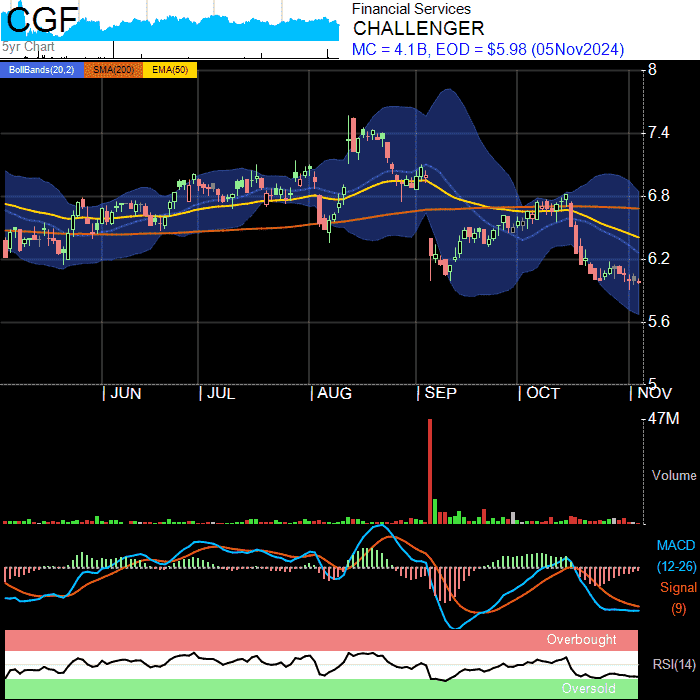 CGF
5yr Chart
Financial Services
CHALLENGER
MC = 4.1B, EOD = $5.98 (05Nov2024)
BollBands(20,2) SMA(200) EMA(50)
8
7.4
6.8
6.2
5.6
5
JUN JUL AUG SEP OCT NOV
47M
Volume
MACD
(12-26)
Signal
(9)
Overbought
RSI(14)
Oversold